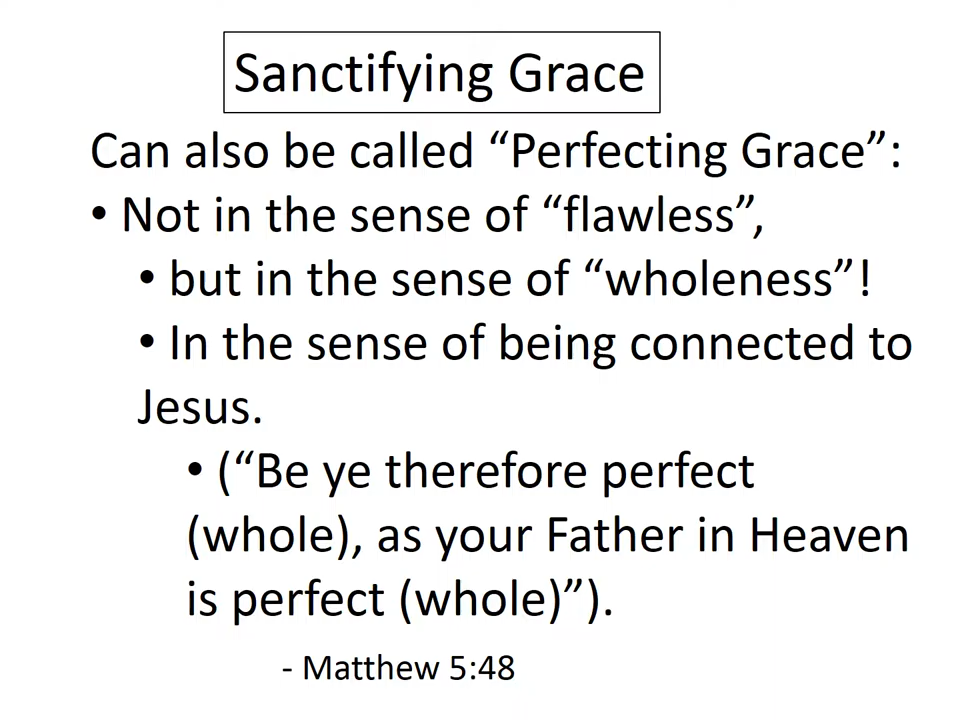 Sanctifying Grace
Can also be called “Perfecting Grace”:
• Not in the sense of “flawless”,
• but in the sense of “wholeness”!
• In the sense of being connected to
Jesus.
• (“Be ye therefore perfect
(whole), as your Father in Heaven
is perfect (whole)”).
- Matthew 5:48